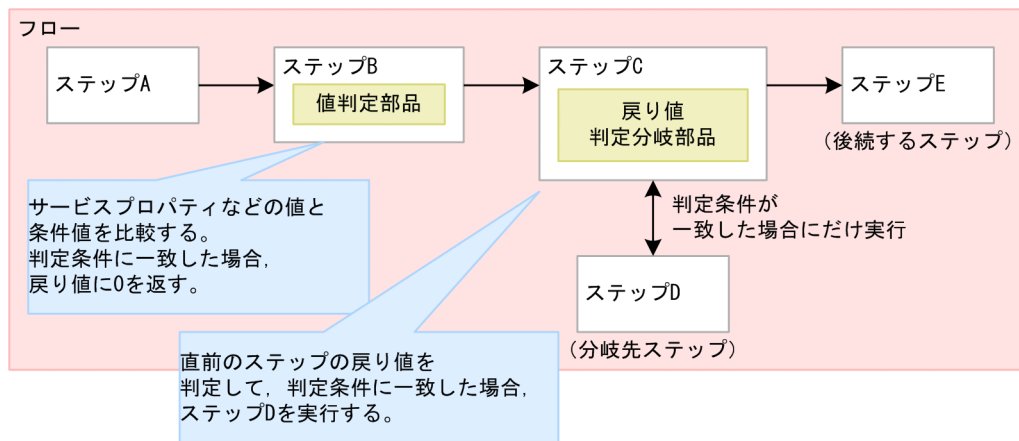 フロー
ステップA
ステップB
値判定部品
ステップC
戻り値
判定分岐部品
ステップE
(後続するステップ)
サービスプロパティなどの値と
条件値を比較する。
判定条件に一致した場合,
戻り値に0を返す。
判定条件が
一致した場合にだけ実行
ステップD
(分岐先ステップ)
直前のステップの戻り値を
判定して, 判定条件に一致した場合,
ステップDを実行する。